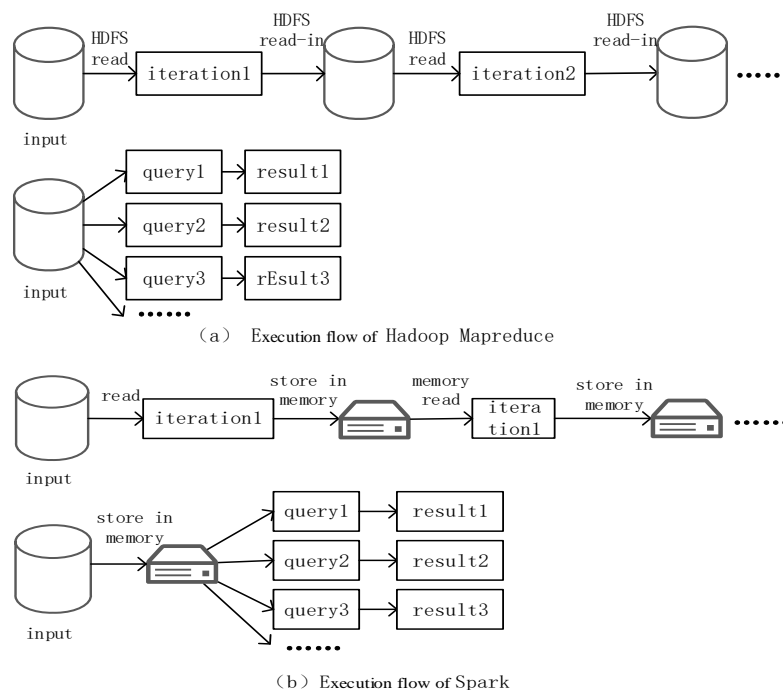 HDFS
read
iteration1
HDFS
read-in
HDFS
read
iteration2
HDFS
read-in
••••••
input
query1
result1
query2
result2
query3
rEsult3
input
••••••
（a） Execution flow of Hadoop Mapreduce
read
iteration1
store in
memory
memory
read
itera
tion1
store in
memory
••••••
input
store in
memory
query1
result1
query2
result2
query3
result3
input
••••••
（b）Execution flow of Spark